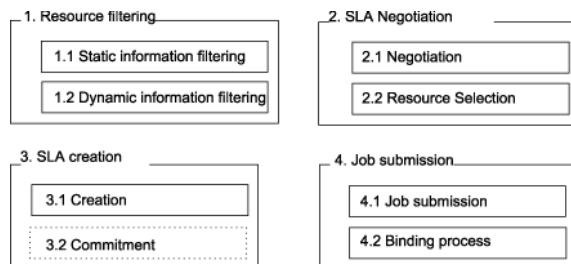 1. Resource filtering
1.1 Static information filtering
1.2 Dynamic information filtering
2. SLA Negotiation
2.1 Negotiation
2.2 Resource Selection
3. SLA creation
3.1 Creation
3.2 Commitment
4. Job submission
4.1 Job submission
4.2 Binding process